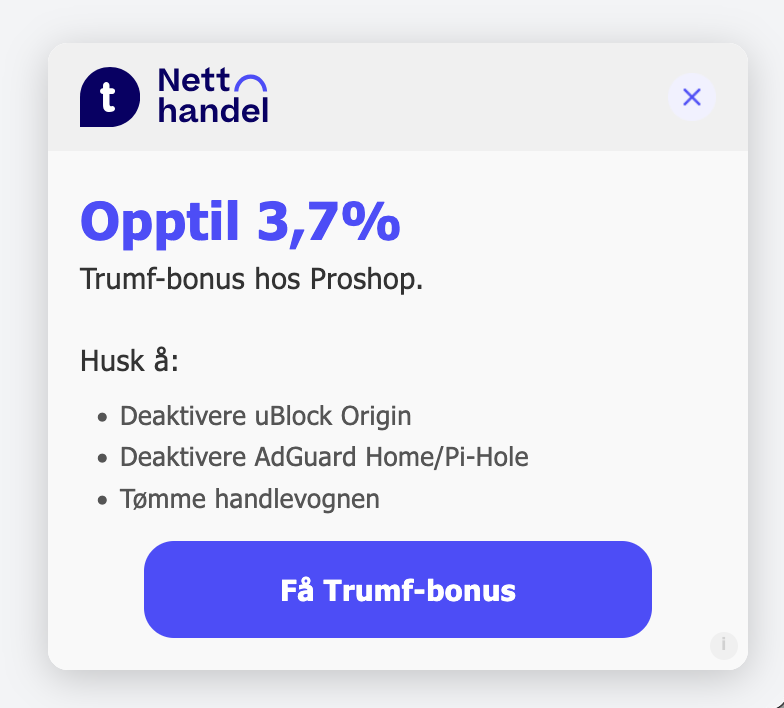 t
Nett
handel
Opptil 3,7%
Trumf-bonus hos Proshop.
Husk å:
• Deaktivere uBlock Origin
• Deaktivere AdGuard Home/Pi-Hole
• Tømme handlevognen
Få Trumf-bonus
i